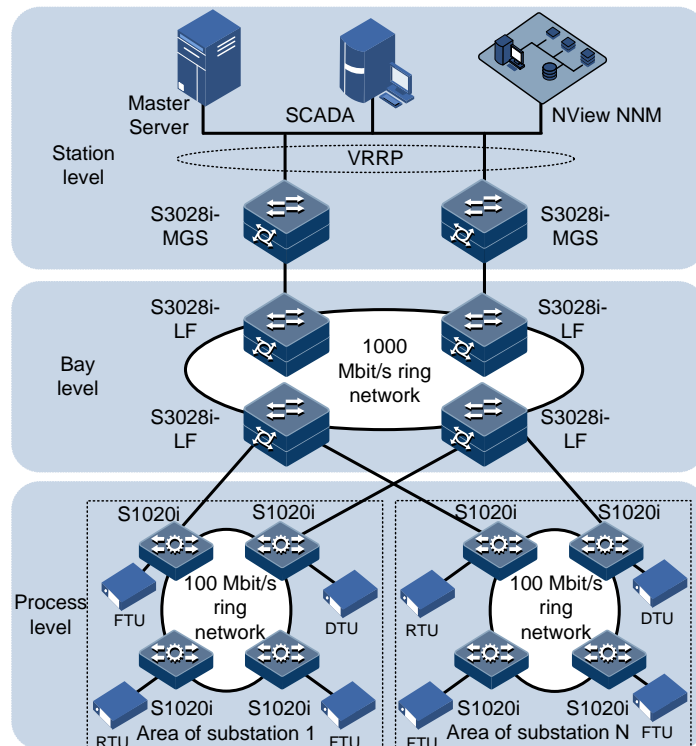 Master
Server
SCADA
NView NNM
Station
level
VRRP
S3028i-
MGS
S3028i-
MGS
Bay
level
S3028i-
LF
S3028i-
LF
1000
Mbit/s ring
network
S3028i-
LF
S3028i-
LF
Process
level
S1020i
S1020i
FTU
100 Mbit/s
ring
network
DTU
S1020i
S1020i
RTU
Area of substation 1
FTU
S1020i
S1020i
RTU
100 Mbit/s
ring
network
DTU
S1020i
S1020i
FTU
Area of substation N
FTU